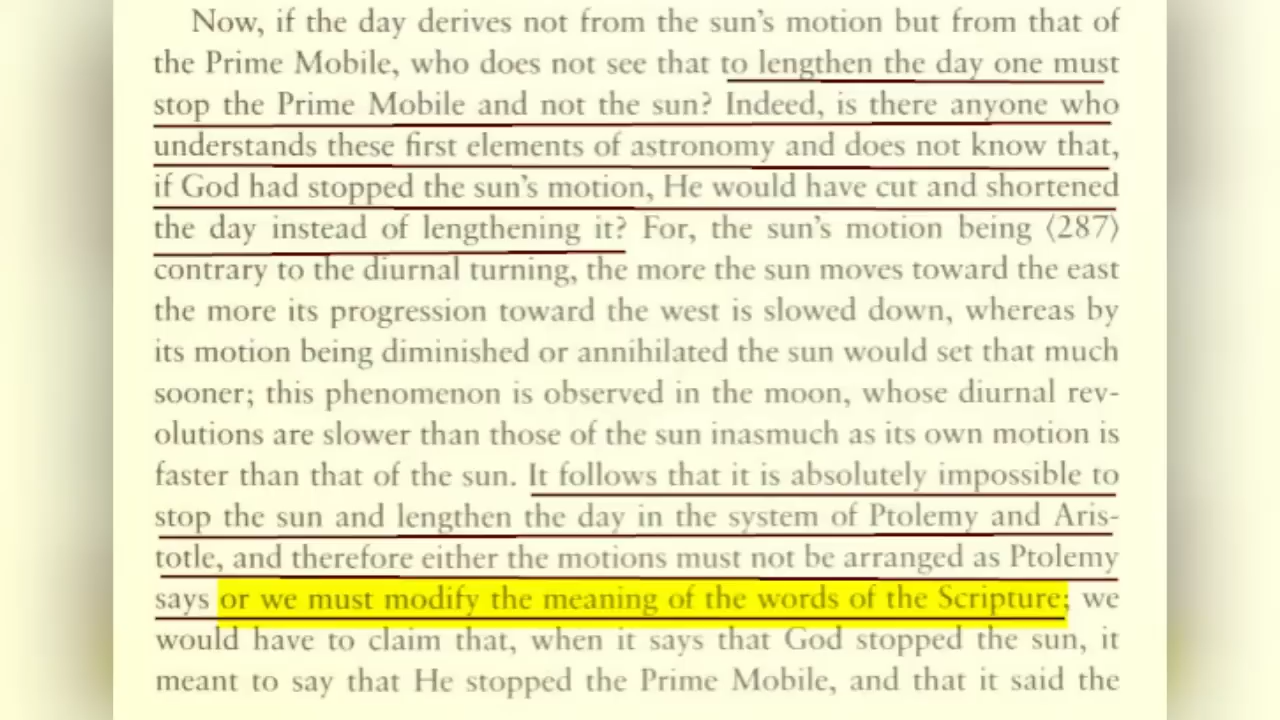 Now, if the day derives not from the sun's motion but from that of
the Prime Mobile, who does not see that to lengthen the day one must
stop the Prime Mobile and not the sun? Indeed, is there anyone who
understands these first elements of astronomy and does not know that,
if God had stopped the sun's motion, He would have cut and shortened
the day instead of lengthening it? For, the sun's motion being ⟨287⟩
contrary to the diurnal turning, the more the sun moves toward the east
the more its progression toward the west is slowed down, whereas by
its motion being diminished or annihilated the sun would set that much
sooner; this phenomenon is observed in the moon, whose diurnal rev-
olutions are slower than those of the sun inasmuch as its own motion is
faster than that of the sun. It follows that it is absolutely impossible to
stop the sun and lengthen the day in the system of Ptolemy and Aris-
totle, and therefore either the motions must not be arranged as Ptolemy
says or we must modify the meaning of the words of the Scripture; we
would have to claim that, when it says that God stopped the sun, it
meant to say that He stopped the Prime Mobile, and that it said the